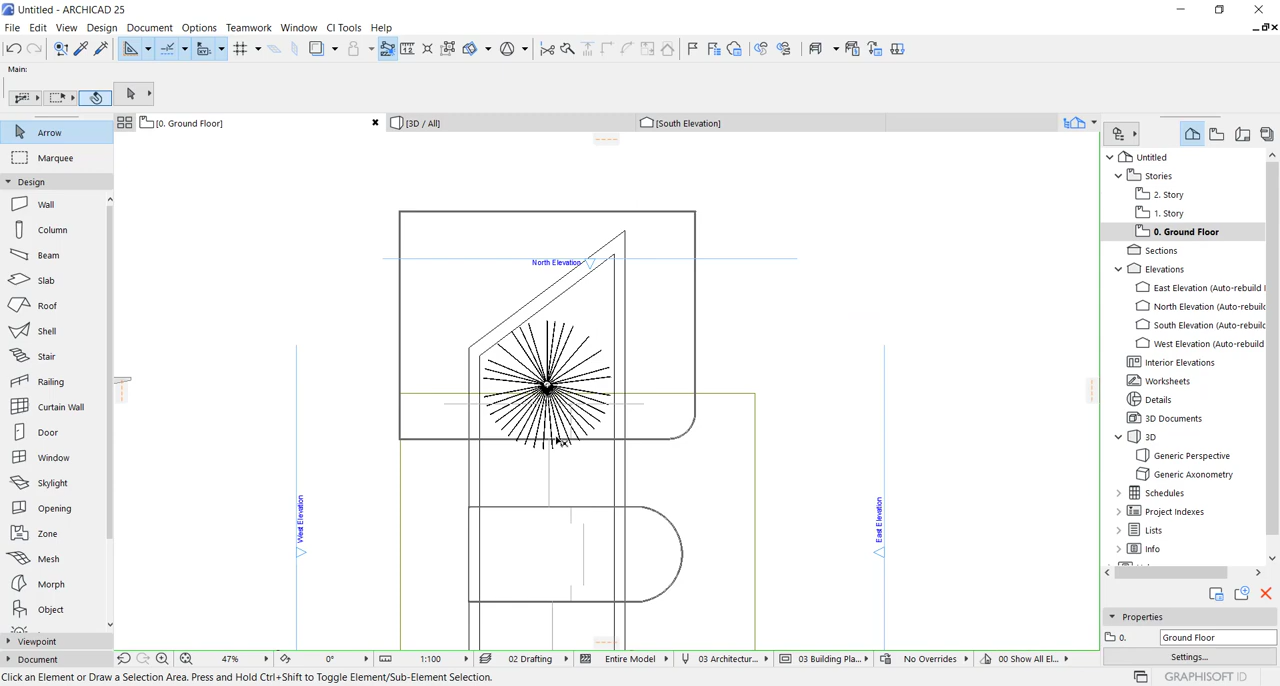 Untitled - ARCHICAD 25
File Edit View Design Document Options Teamwork Window CI Tools Help
Main:
[0. Ground Floor] [3D / All] [South Elevation]
Arrow
Marquee
Design
Wall
Column
Beam
Slab
Roof
Shell
Stair
Railing
Curtain Wall
Door
Window
Skylight
Opening
Zone
Mesh
Morph
Object
Viewpoint
Document
North Elevation
West Elevation
East Elevation
Untitled
Stories
2. Story
1. Story
0. Ground Floor
Sections
Elevations
East Elevation (Auto-rebuild
North Elevation (Auto-rebuild
South Elevation (Auto-rebuild
West Elevation (Auto-rebuild
Interior Elevations
Worksheets
Details
3D Documents
3D
Generic Perspective
Generic Axonometry
Schedules
Project Indexes
Lists
Info
Properties
0. Ground Floor
Settings...
47% 0° 1:100 02 Drafting Entire Model 03 Architectur... 03 Building Pla... No Overrides 00 Show All El...
Click an Element or Draw a Selection Area. Press and Hold Ctrl+Shift to Toggle Element/Sub-Element Selection.
GRAPHISOFT ID